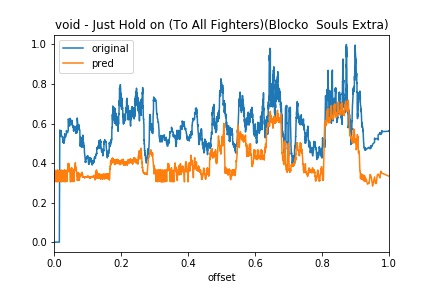 void - Just Hold on (To All Fighters)(Blocko  Souls Extra)
original
pred
1.0
0.8
0.6
0.4
0.2
0.0
0.0 0.2 0.4 0.6 0.8 1.0
offset